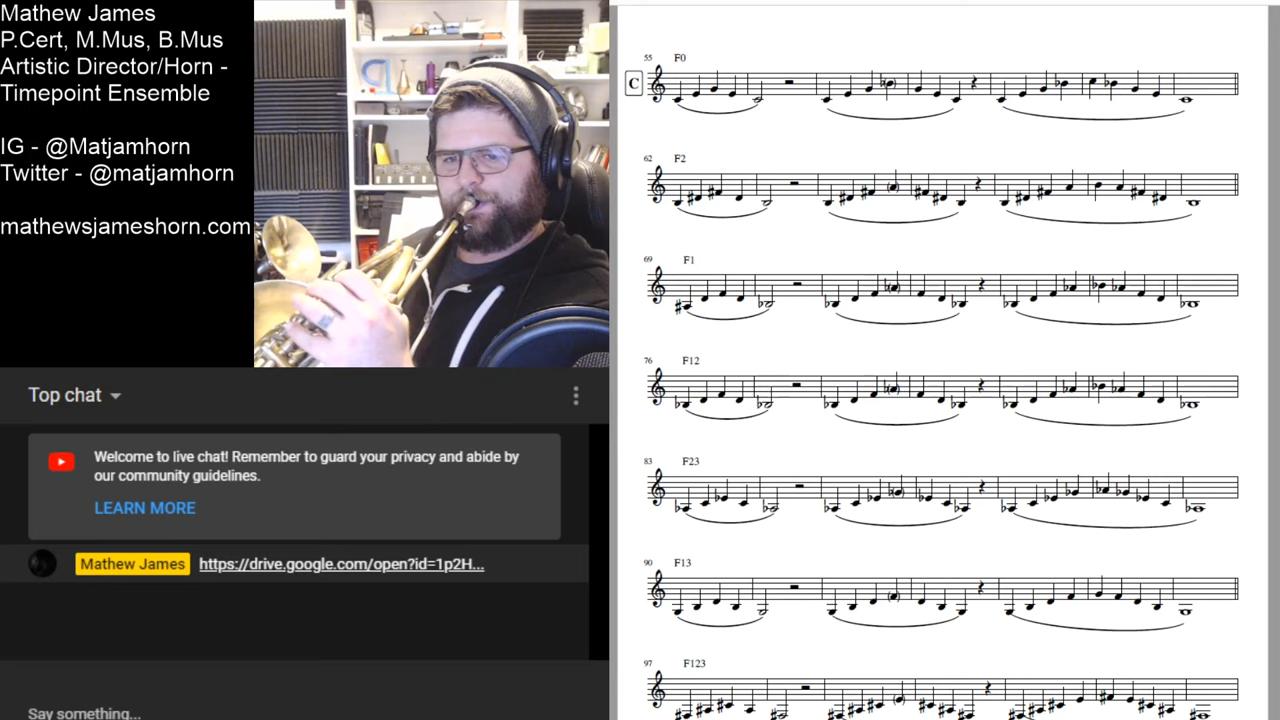 Mathew James
P.Cert, M.Mus, B.Mus
Artistic Director/Horn -
Timepoint Ensemble
IG - @Matjamhorn
Twitter - @matjamhorn
mathewsjameshorn.com
Top chat
Welcome to live chat! Remember to guard your privacy and abide by
our community guidelines.
LEARN MORE
Mathew James https://drive.google.com/open?id=1p2H...
Say something...
55 F0
C
62 F2
69 F1
76 F12
83 F23
90 F13
97 F123